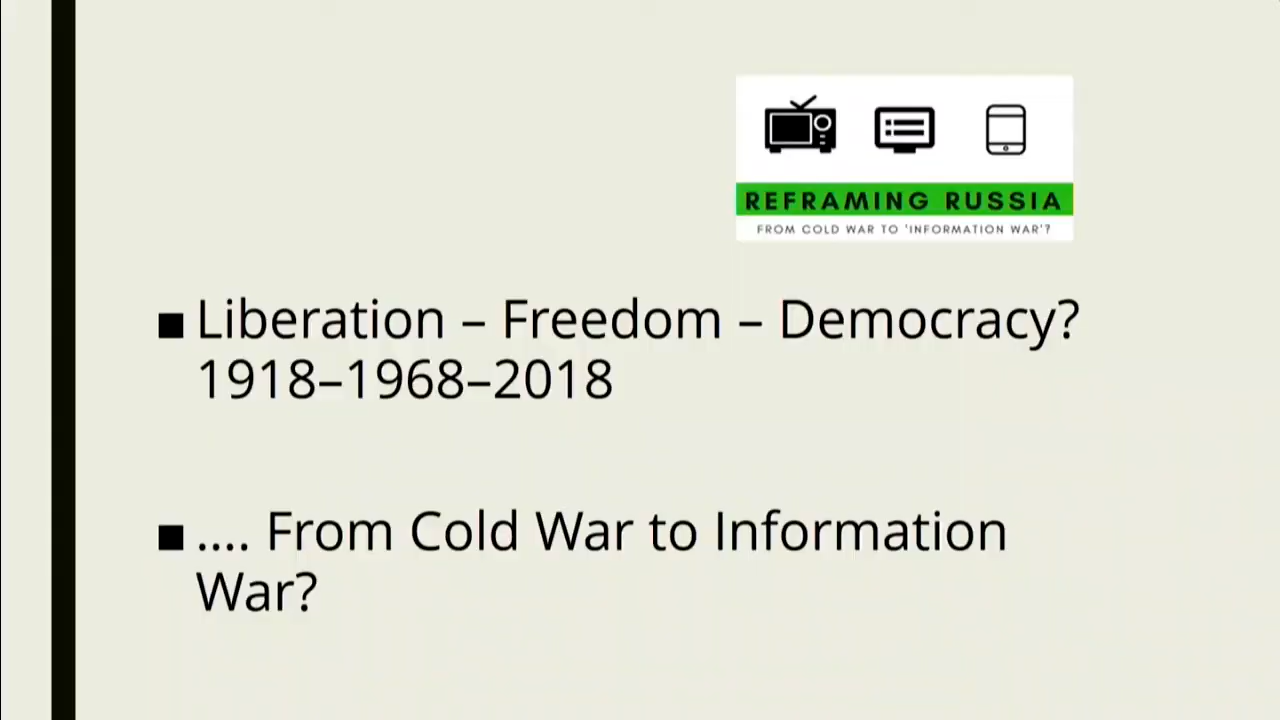 REFRAMING RUSSIA
FROM COLD WAR TO 'INFORMATION WAR'?
■ Liberation – Freedom – Democracy?
1918–1968–2018
■ .... From Cold War to Information
War?